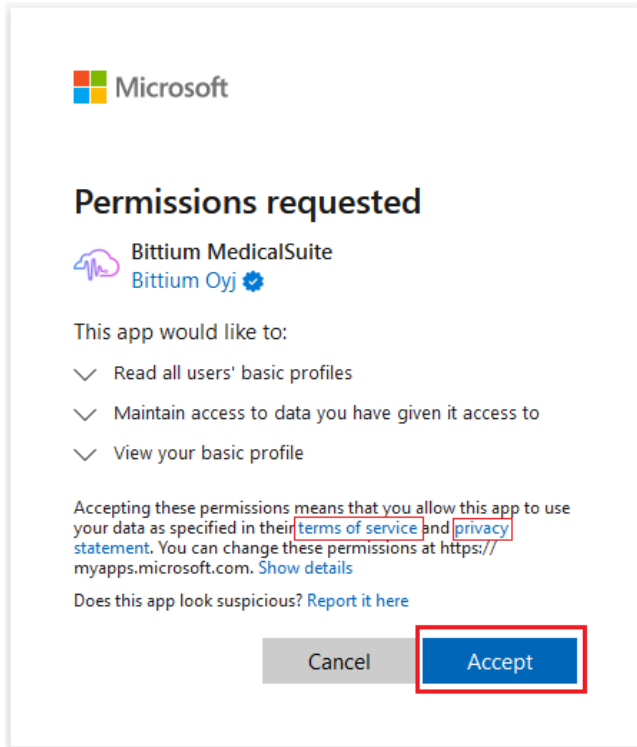 Microsoft
Permissions requested
Bittium MedicalSuite
Bittium Oyj
This app would like to:
Read all users' basic profiles
Maintain access to data you have given it access to
View your basic profile
Accepting these permissions means that you allow this app to use
your data as specified in their terms of service and privacy
statement. You can change these permissions at https://
myapps.microsoft.com. Show details
Does this app look suspicious? Report it here
Cancel
Accept